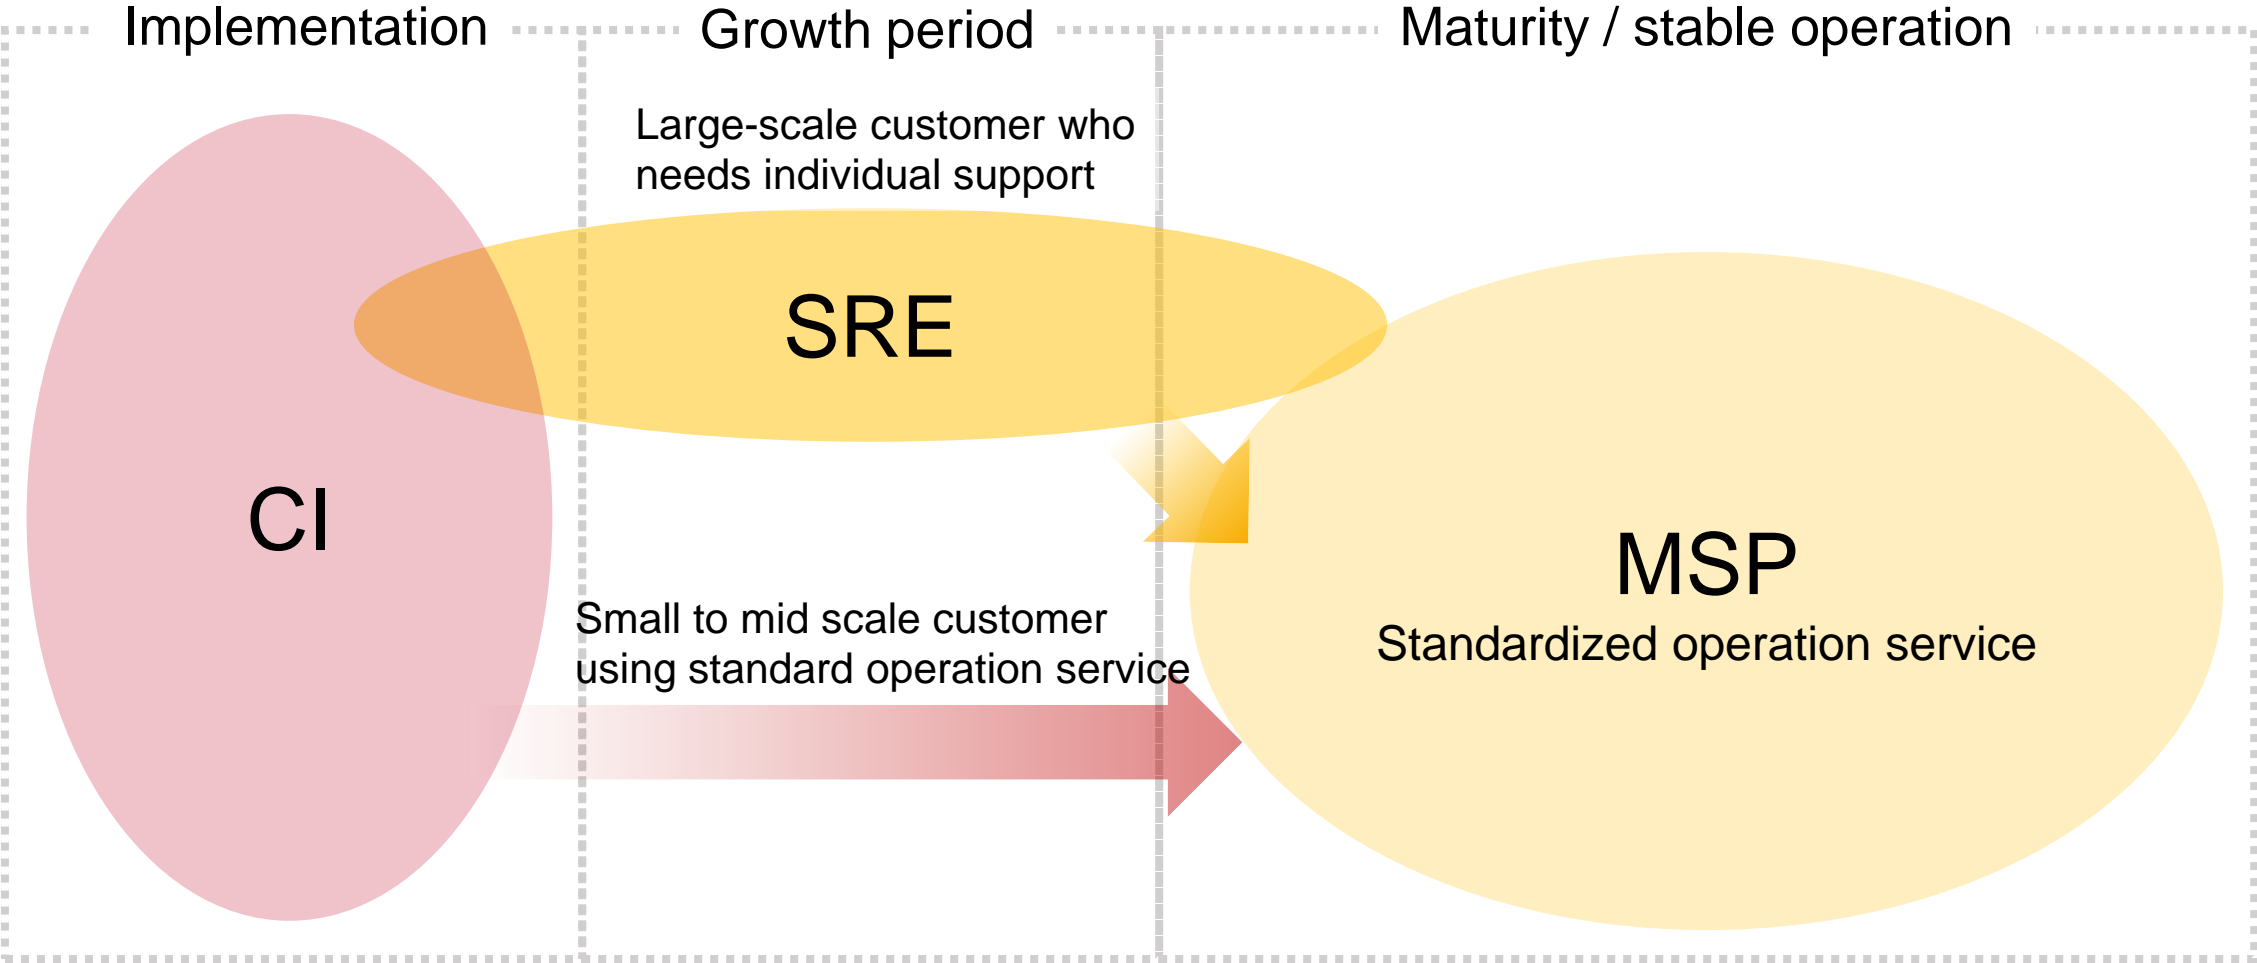 Implementation
Growth period
Maturity / stable operation
Large-scale customer who
needs individual support
SRE
CI
MSP
Standardized operation service
Small to mid scale customer
using standard operation service